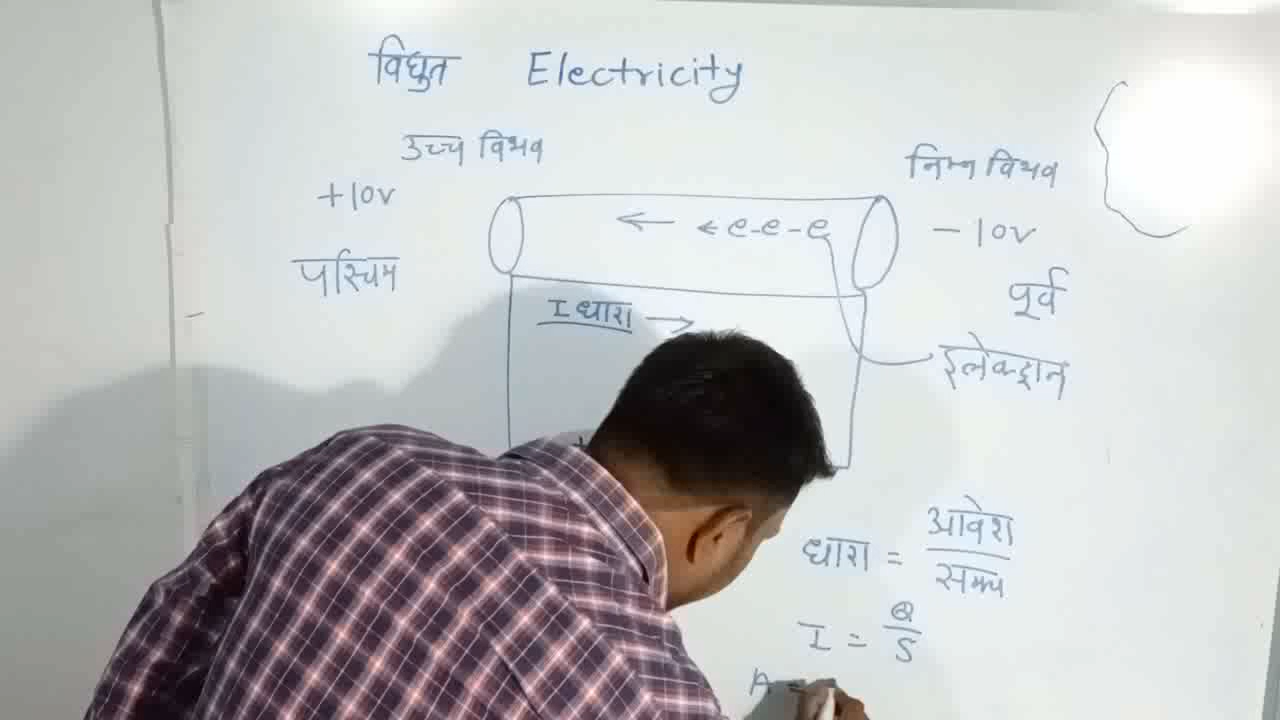 विधुत Electricity
उच्च विभव
निम्न विभव
+10v
-10v
← ← e-e-e
पश्चिम
पूर्व
I धारा →
इलेक्ट्रान
धारा = आवेश / समय
I = Q / S
A =